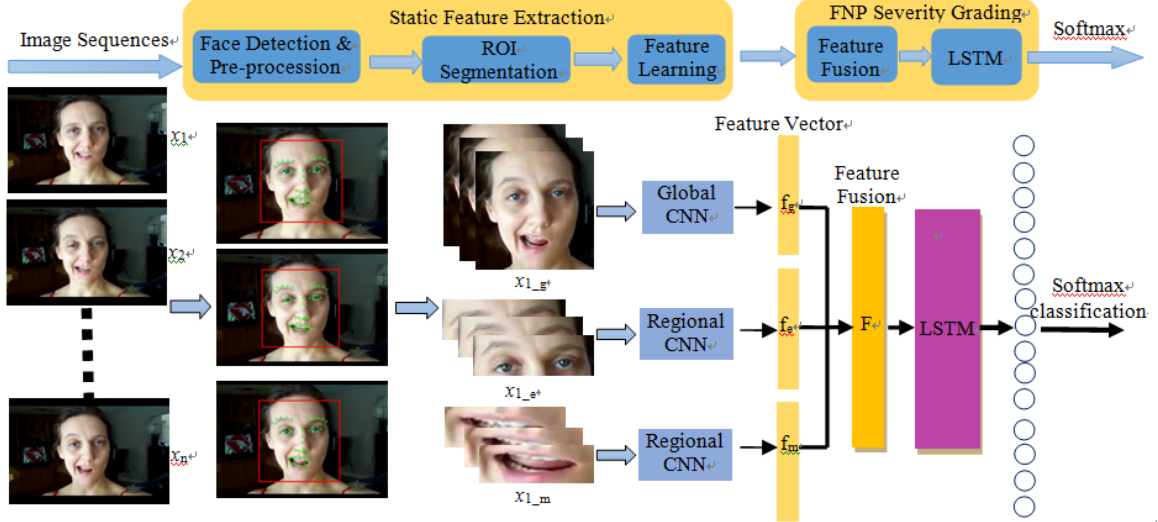 Static Feature Extraction
FNP Severity Grading
Image Sequences
Face Detection &
Pre-procession
ROI
Segmentation
Feature
Learning
Feature
Fusion
LSTM
Softmax
x1
x2
xn
x1_g
x1_e
x1_m
Global
CNN
Regional
CNN
Regional
CNN
Feature Vector
fg
fe
fm
Feature
Fusion
F
LSTM
Softmax
classification